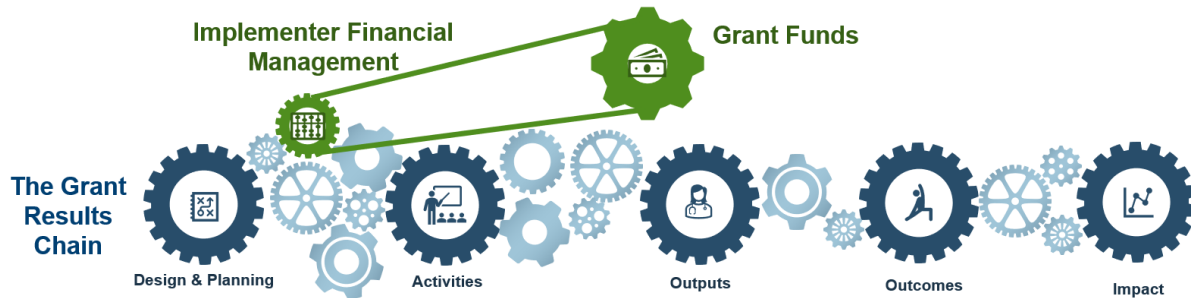 Implementer Financial
Management
Grant Funds
The Grant
Results
Chain
Design & Planning
Activities
Outputs
Outcomes
Impact